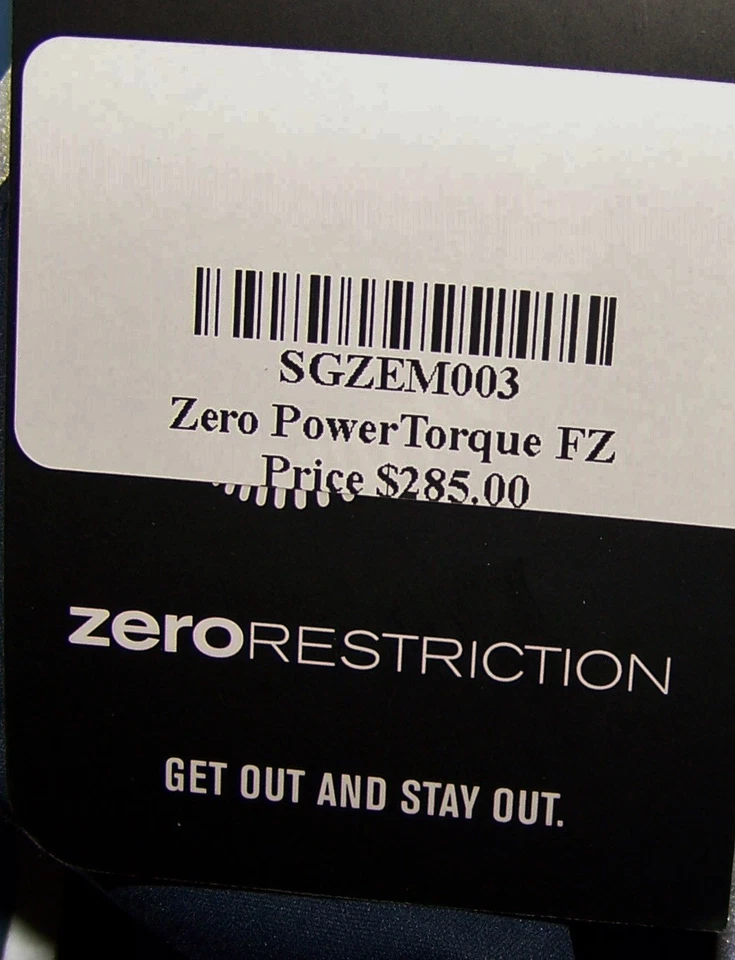 SGZEM003
Zero PowerTorque FZ
Price $285.00
zeroRESTRICTION
GET OUT AND STAY OUT.